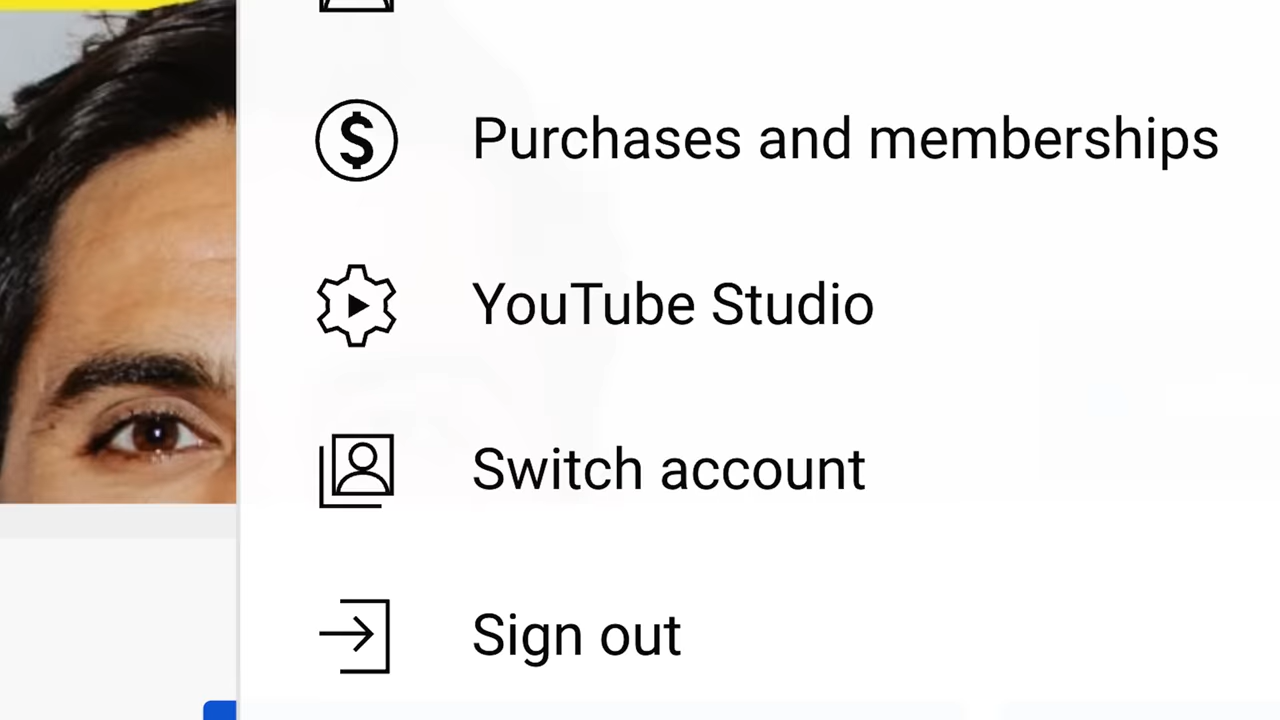 Purchases and memberships
YouTube Studio
Switch account
Sign out